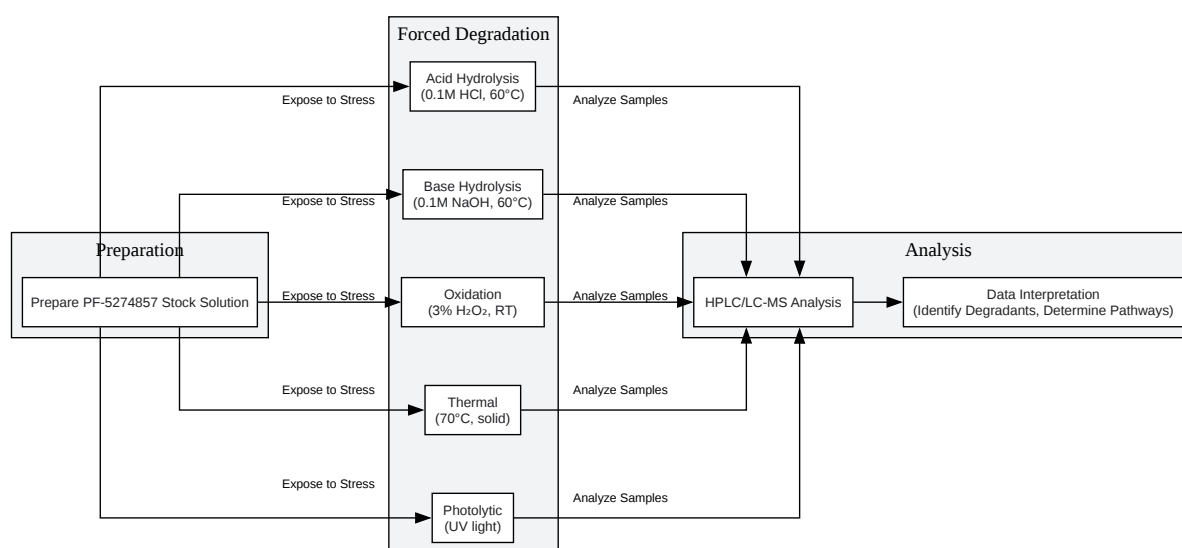 Forced Degradation
Acid Hydrolysis
(0.1M HCl, 60°C)
Expose to Stress
Analyze Samples
Base Hydrolysis
(0.1M NaOH, 60°C)
Expose to Stress
Analyze Samples
Preparation
Analysis
Prepare PF-5274857 Stock Solution
Expose to Stress
Oxidation
(3% H₂O₂, RT)
Analyze Samples
HPLC/LC-MS Analysis
Data Interpretation
(Identify Degradants, Determine Pathways)
Expose to Stress
Thermal
(70°C, solid)
Analyze Samples
Expose to Stress
Photolytic
(UV light)
Analyze Samples